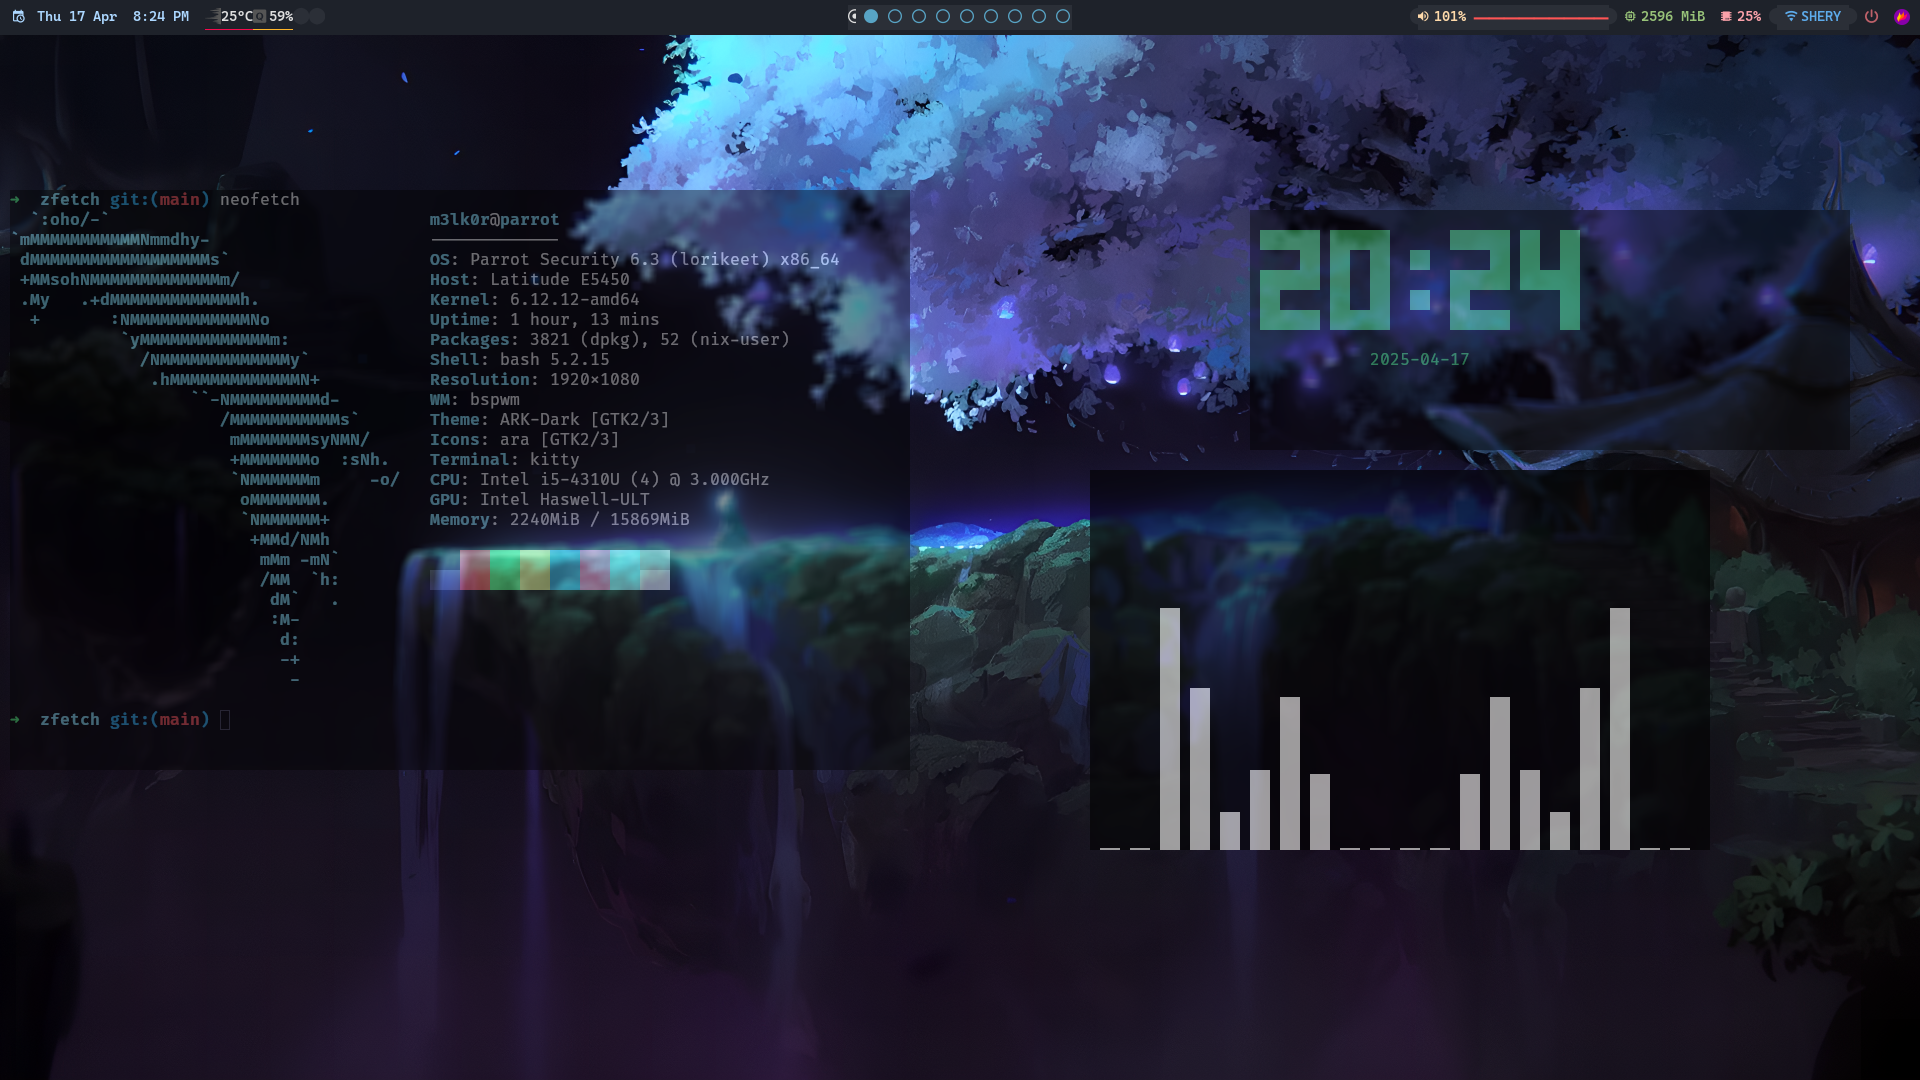 Thu 17 Apr 8:24 PM 25°C 59% 101% 2596 MiB 25% SHERY
➜ zfetch git:(main) neofetch
`:oho/-`
`mMMMMMMMMMMMNmmdhy-
dMMMMMMMMMMMMMMMMMMs`
+MMsohNMMMMMMMMMMMMMm/
.My   .+dMMMMMMMMMMMMMh.
+       :NMMMMMMMMMMMMNo
`yMMMMMMMMMMMMMm:
/NMMMMMMMMMMMMMy`
.hMMMMMMMMMMMMMN+
``-NMMMMMMMMMd-
/MMMMMMMMMMMs`
mMMMMMMMsyNMN/
+MMMMMMMo  :sNh.
`NMMMMMMm     -o/
oMMMMMMM.
`NMMMMMM+
+MMd/NMh
mMm -mN`
/MM  `h:
dM`   .
:M-
d:
-+
-
m3lk0r@parrot
-------------
OS: Parrot Security 6.3 (lorikeet) x86_64
Host: Latitude E5450
Kernel: 6.12.12-amd64
Uptime: 1 hour, 13 mins
Packages: 3821 (dpkg), 52 (nix-user)
Shell: bash 5.2.15
Resolution: 1920×1080
WM: bspwm
Theme: ARK-Dark [GTK2/3]
Icons: ara [GTK2/3]
Terminal: kitty
CPU: Intel i5-4310U (4) @ 3.000GHz
GPU: Intel Haswell-ULT
Memory: 2240MiB / 15869MiB
➜ zfetch git:(main)
20:24
2025-04-17